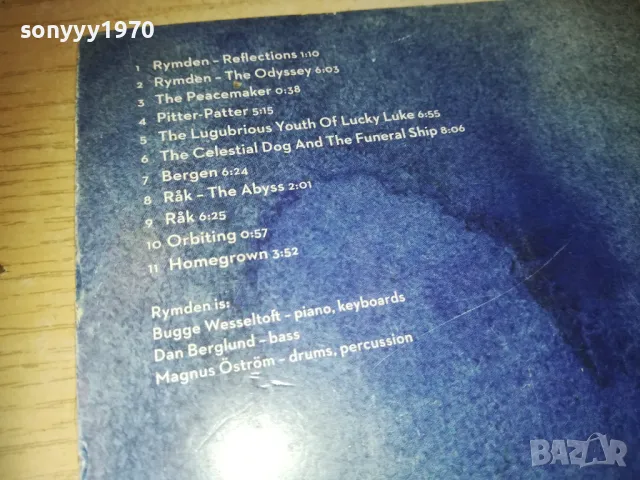 sonyyy1970
1 Rymden – Reflections 1:10
2 Rymden – The Odyssey 6:03
3 The Peacemaker 0:38
4 Pitter-Patter 5:15
5 The Lugubrious Youth Of Lucky Luke 6:55
6 The Celestial Dog And The Funeral Ship 8:06
7 Bergen 6:24
8 Råk – The Abyss 2:01
9 Råk 6:25
10 Orbiting 0:57
11 Homegrown 3:52
Rymden is:
Bugge Wesseltoft – piano, keyboards
Dan Berglund – bass
Magnus Öström – drums, percussion
BAZAR